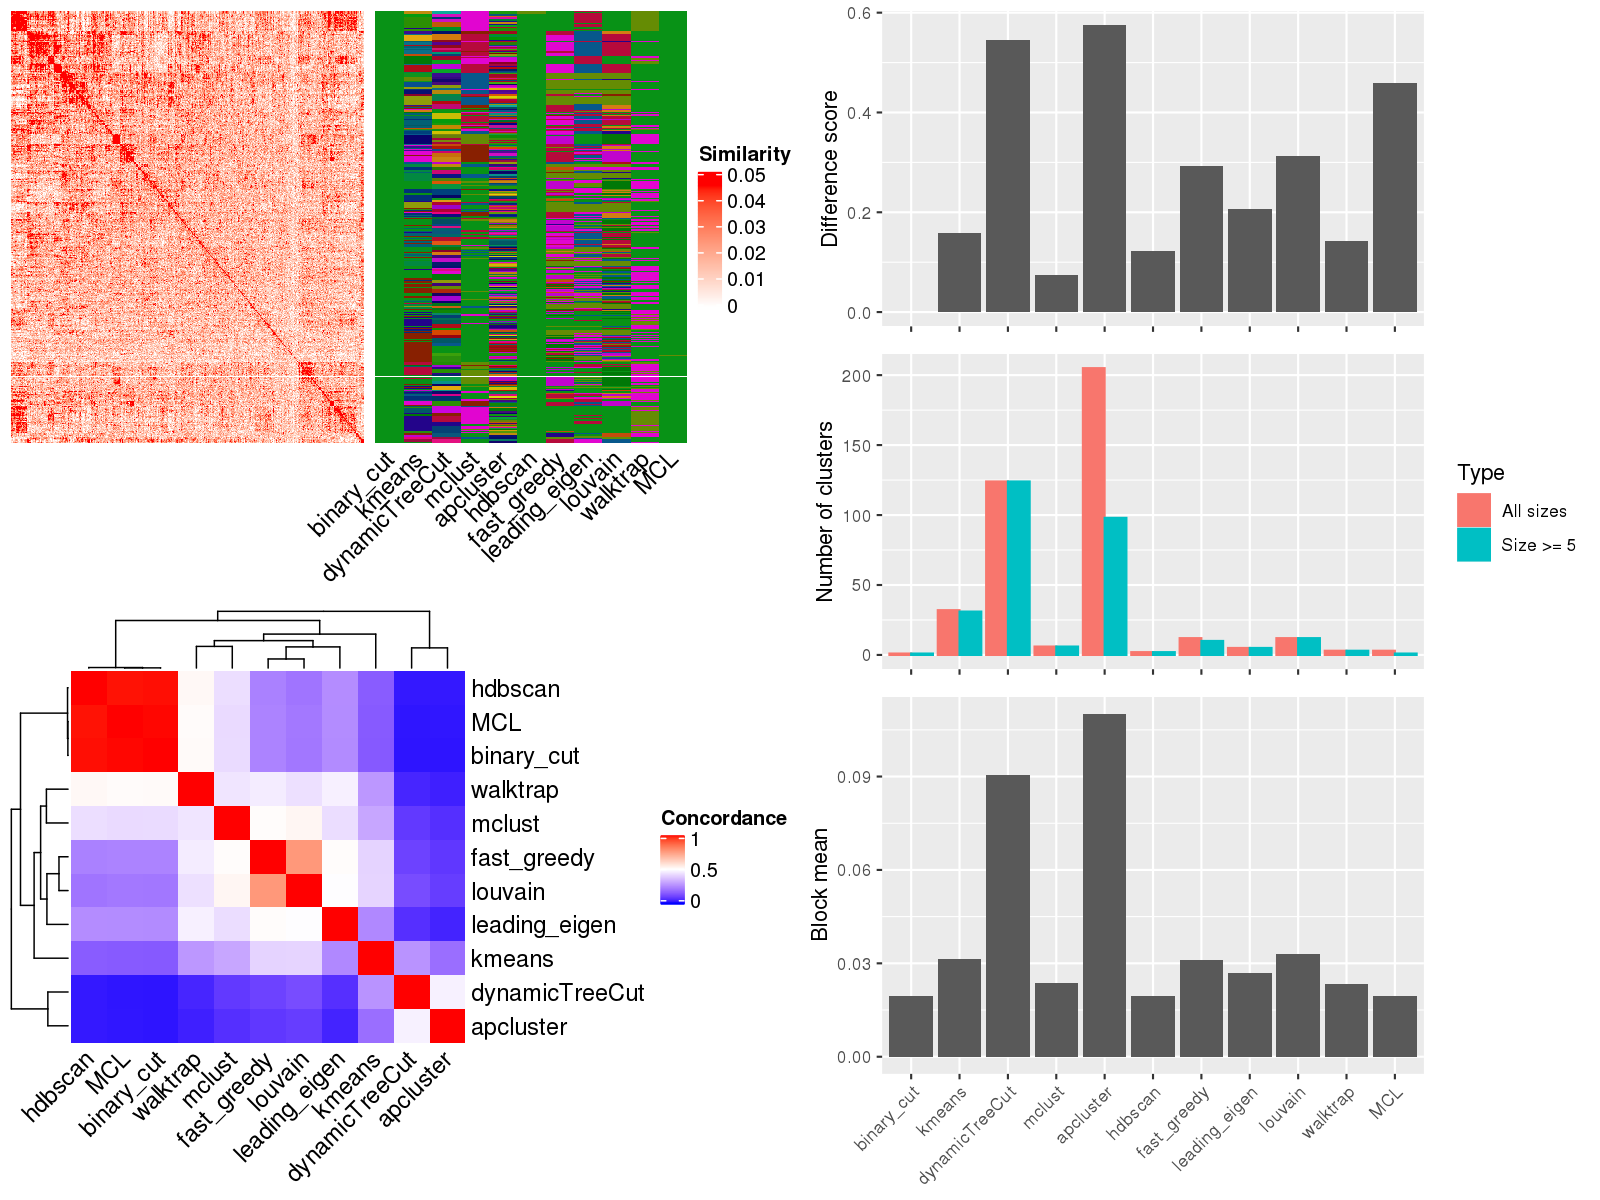 Similarity
0.05
0.04
0.03
0.02
0.01
0
binary_cut
kmeans
dynamicTreeCut
mclust
apcluster
hdbscan
fast_greedy
leading_eigen
louvain
walktrap
MCL
hdbscan
MCL
binary_cut
walktrap
mclust
fast_greedy
louvain
leading_eigen
kmeans
dynamicTreeCut
apcluster
Concordance
1
0.5
0
hdbscan
MCL
binary_cut
walktrap
mclust
fast_greedy
louvain
leading_eigen
kmeans
dynamicTreeCut
apcluster
Difference score
0.6
0.4
0.2
0.0
Number of clusters
200
150
100
50
0
Type
All sizes
Size >= 5
Block mean
0.09
0.06
0.03
0.00
binary_cut
kmeans
dynamicTreeCut
mclust
apcluster
hdbscan
fast_greedy
leading_eigen
louvain
walktrap
MCL